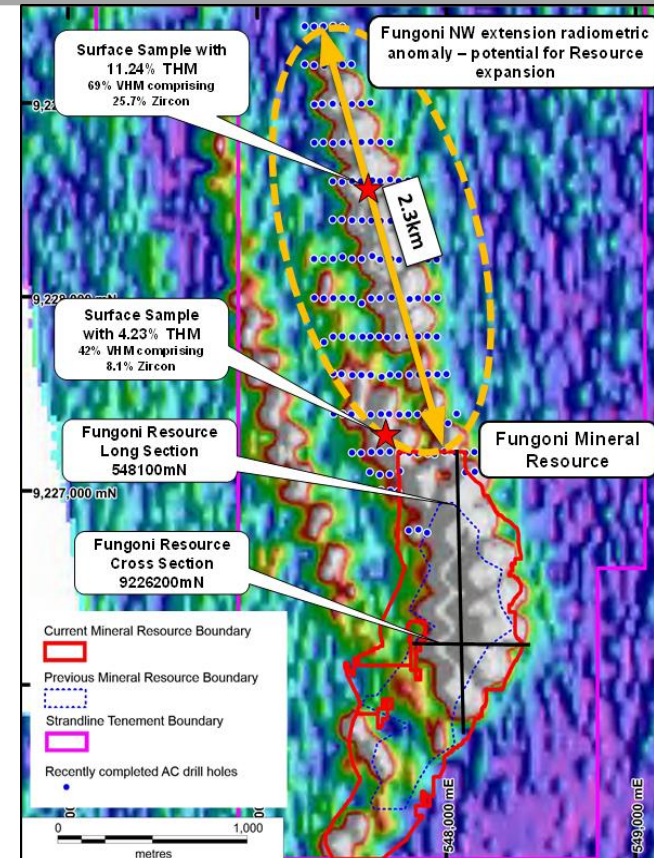 Fungoni NW extension radiometric
anomaly – potential for Resource
expansion
Surface Sample with
11.24% THM
69% VHM comprising
25.7% Zircon
2.3km
9,228,000 mN
Surface Sample
with 4.23% THM
42% VHM comprising
8.1% Zircon
Fungoni Resource
Long Section
548100mN
Fungoni Mineral
Resource
9,227,000 mN
Fungoni Resource
Cross Section
9226200mN
Current Mineral Resource Boundary
Previous Mineral Resource Boundary
Strandline Tenement Boundary
Recently completed AC drill holes
0
1,000
metres
548,000 mE
549,000 mE